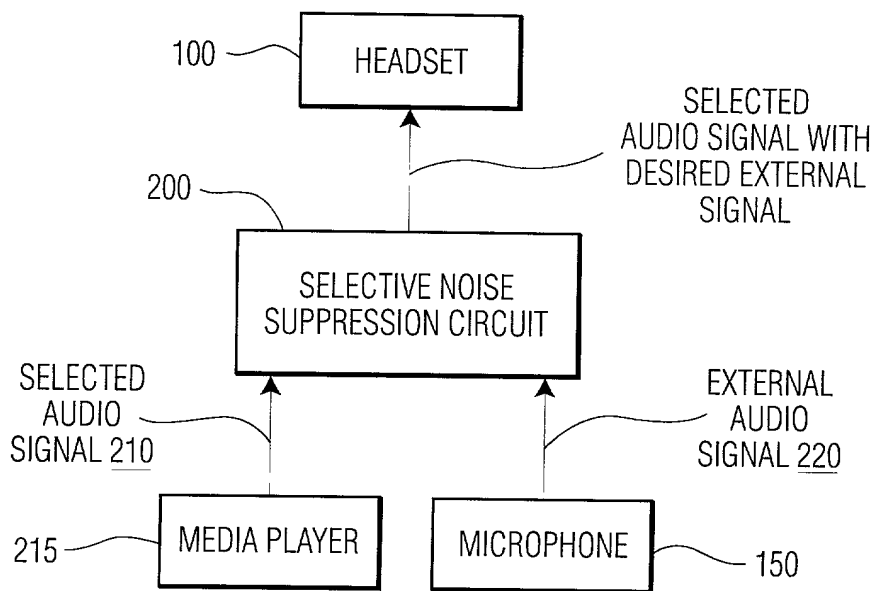 100
HEADSET
SELECTED
AUDIO SIGNAL WITH
DESIRED EXTERNAL
SIGNAL
200
SELECTIVE NOISE
SUPPRESSION CIRCUIT
SELECTED
AUDIO
SIGNAL 210
EXTERNAL
AUDIO
SIGNAL 220
215
MEDIA PLAYER
MICROPHONE
150